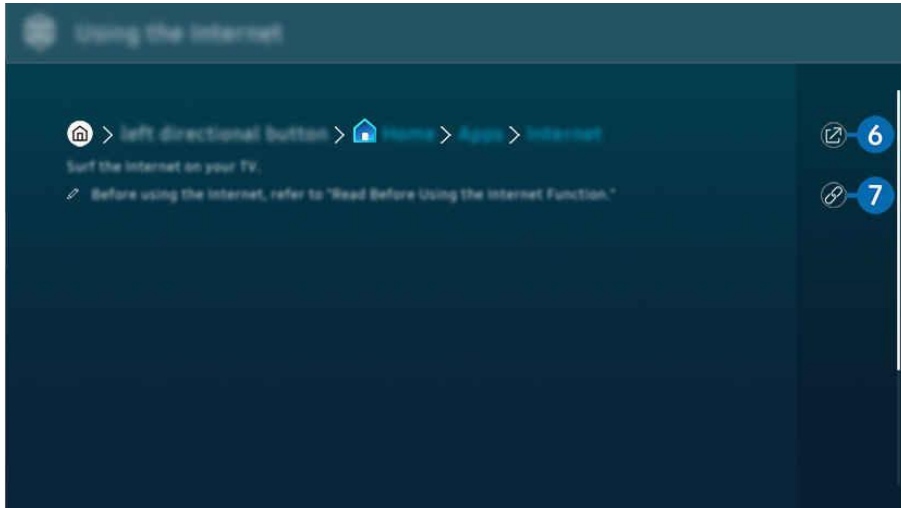 Using the Internet
> left directional button > Home > Apps > Internet
6
Surf the Internet on your TV.
Before using the Internet, refer to "Read Before Using the Internet Function."
7